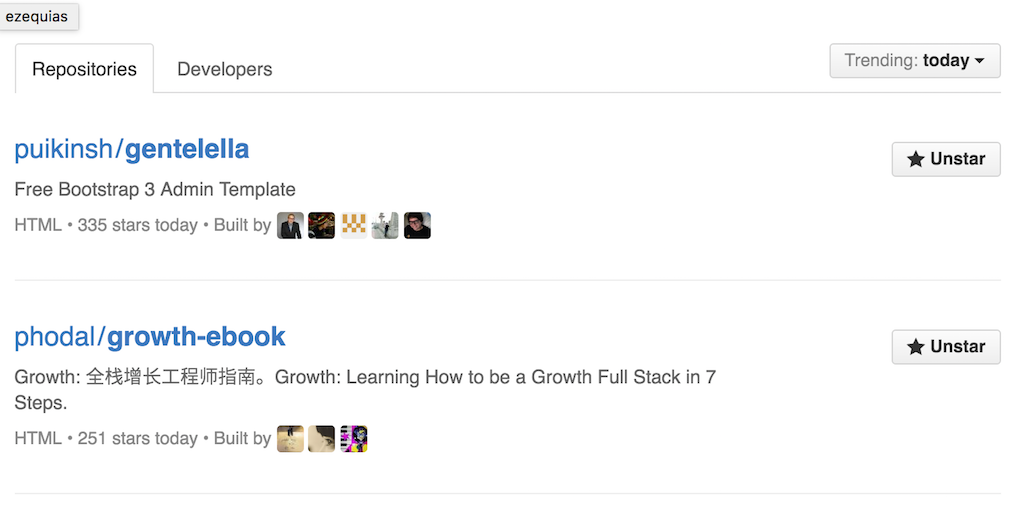 ezequias
Repositories
Developers
Trending: today
puikinsh/gentelella
Unstar
Free Bootstrap 3 Admin Template
HTML • 335 stars today • Built by
phodal/growth-ebook
Unstar
Growth: 全栈增长工程师指南。Growth: Learning How to be a Growth Full Stack in 7
Steps.
HTML • 251 stars today • Built by